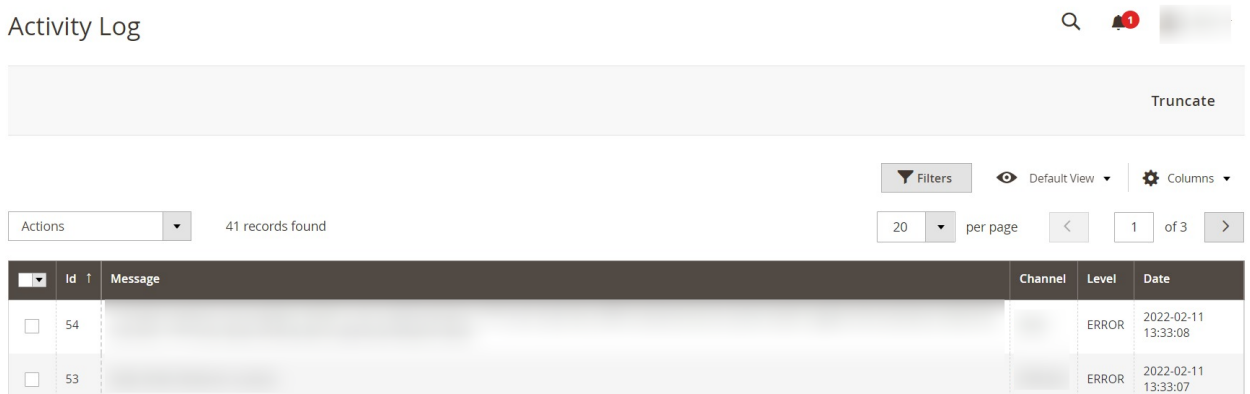 Activity Log
1
Truncate
Filters
Default View
Columns
Actions
41 records found
20
per page
1
of 3
Id ↑
Message
Channel
Level
Date
54
ERROR
2022-02-11
13:33:08
53
ERROR
2022-02-11
13:33:07